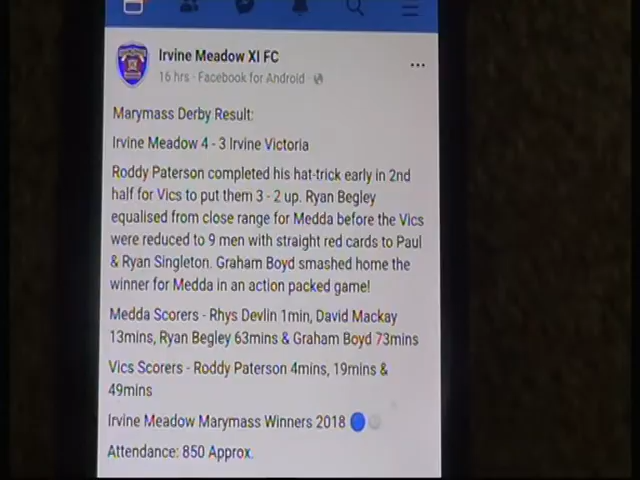 Irvine Meadow XI FC
16 hrs · Facebook for Android ·
Marymass Derby Result:
Irvine Meadow 4 - 3 Irvine Victoria
Roddy Paterson completed his hat-trick early in 2nd
half for Vics to put them 3 - 2 up. Ryan Begley
equalised from close range for Medda before the Vics
were reduced to 9 men with straight red cards to Paul
& Ryan Singleton. Graham Boyd smashed home the
winner for Medda in an action packed game!
Medda Scorers - Rhys Devlin 1min, David Mackay
13mins, Ryan Begley 63mins & Graham Boyd 73mins
Vics Scorers - Roddy Paterson 4mins, 19mins &
49mins
Irvine Meadow Marymass Winners 2018
Attendance: 850 Approx.